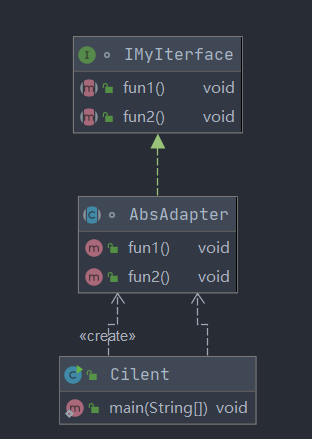 IMyIterface
fun1() void
fun2() void
AbsAdapter
fun1() void
fun2() void
«create»
Cilent
main(String[]) void